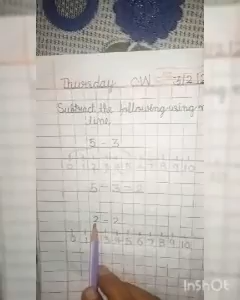 Thursday CW
Subtract the following using n
line.
5 - 3
0 1 2 3 4 5 6 7 8 9 10
5 - 3 = 2
2 - 2
0 1 2 3 4 5 6 7 8 9 10
InShOt